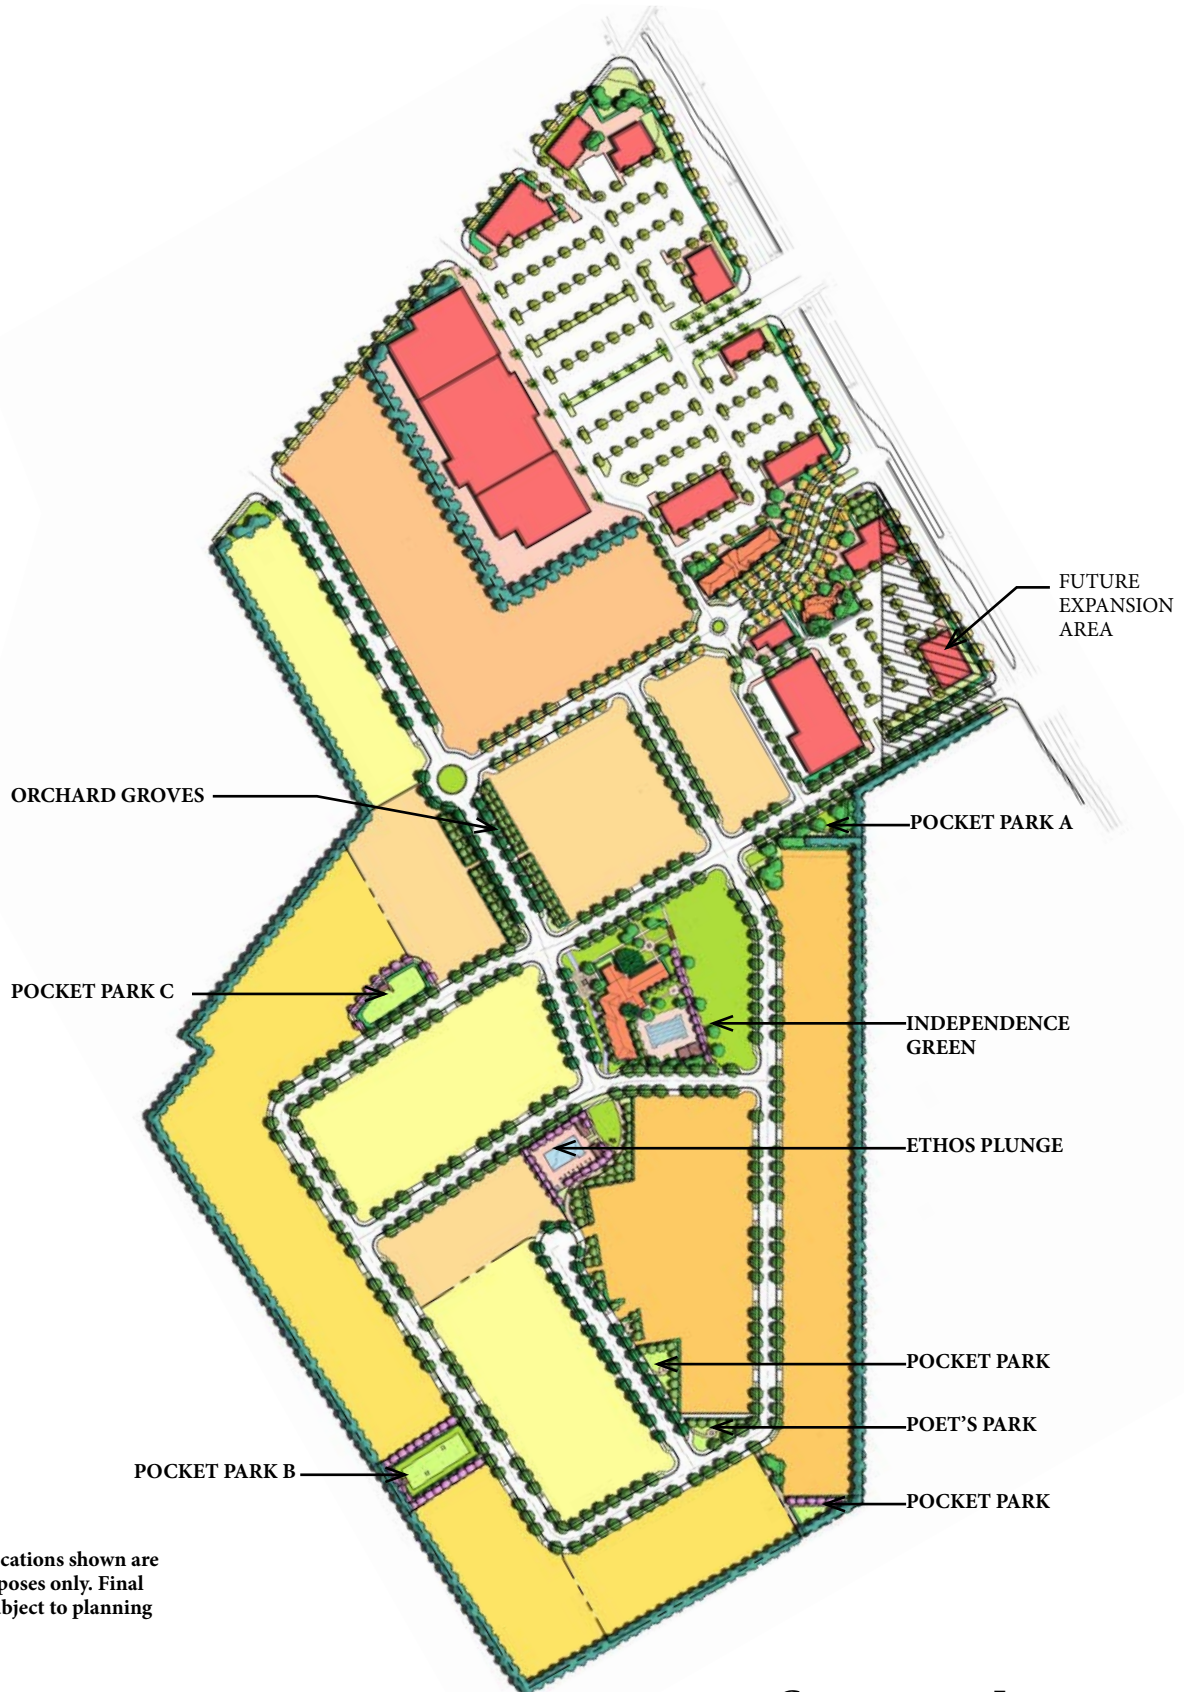 FUTURE
EXPANSION
AREA
ORCHARD GROVES
POCKET PARK A
POCKET PARK C
INDEPENDENCE
GREEN
ETHOS PLUNGE
POCKET PARK
POET'S PARK
POCKET PARK B
POCKET PARK
cations shown are
poses only. Final
bject to planning